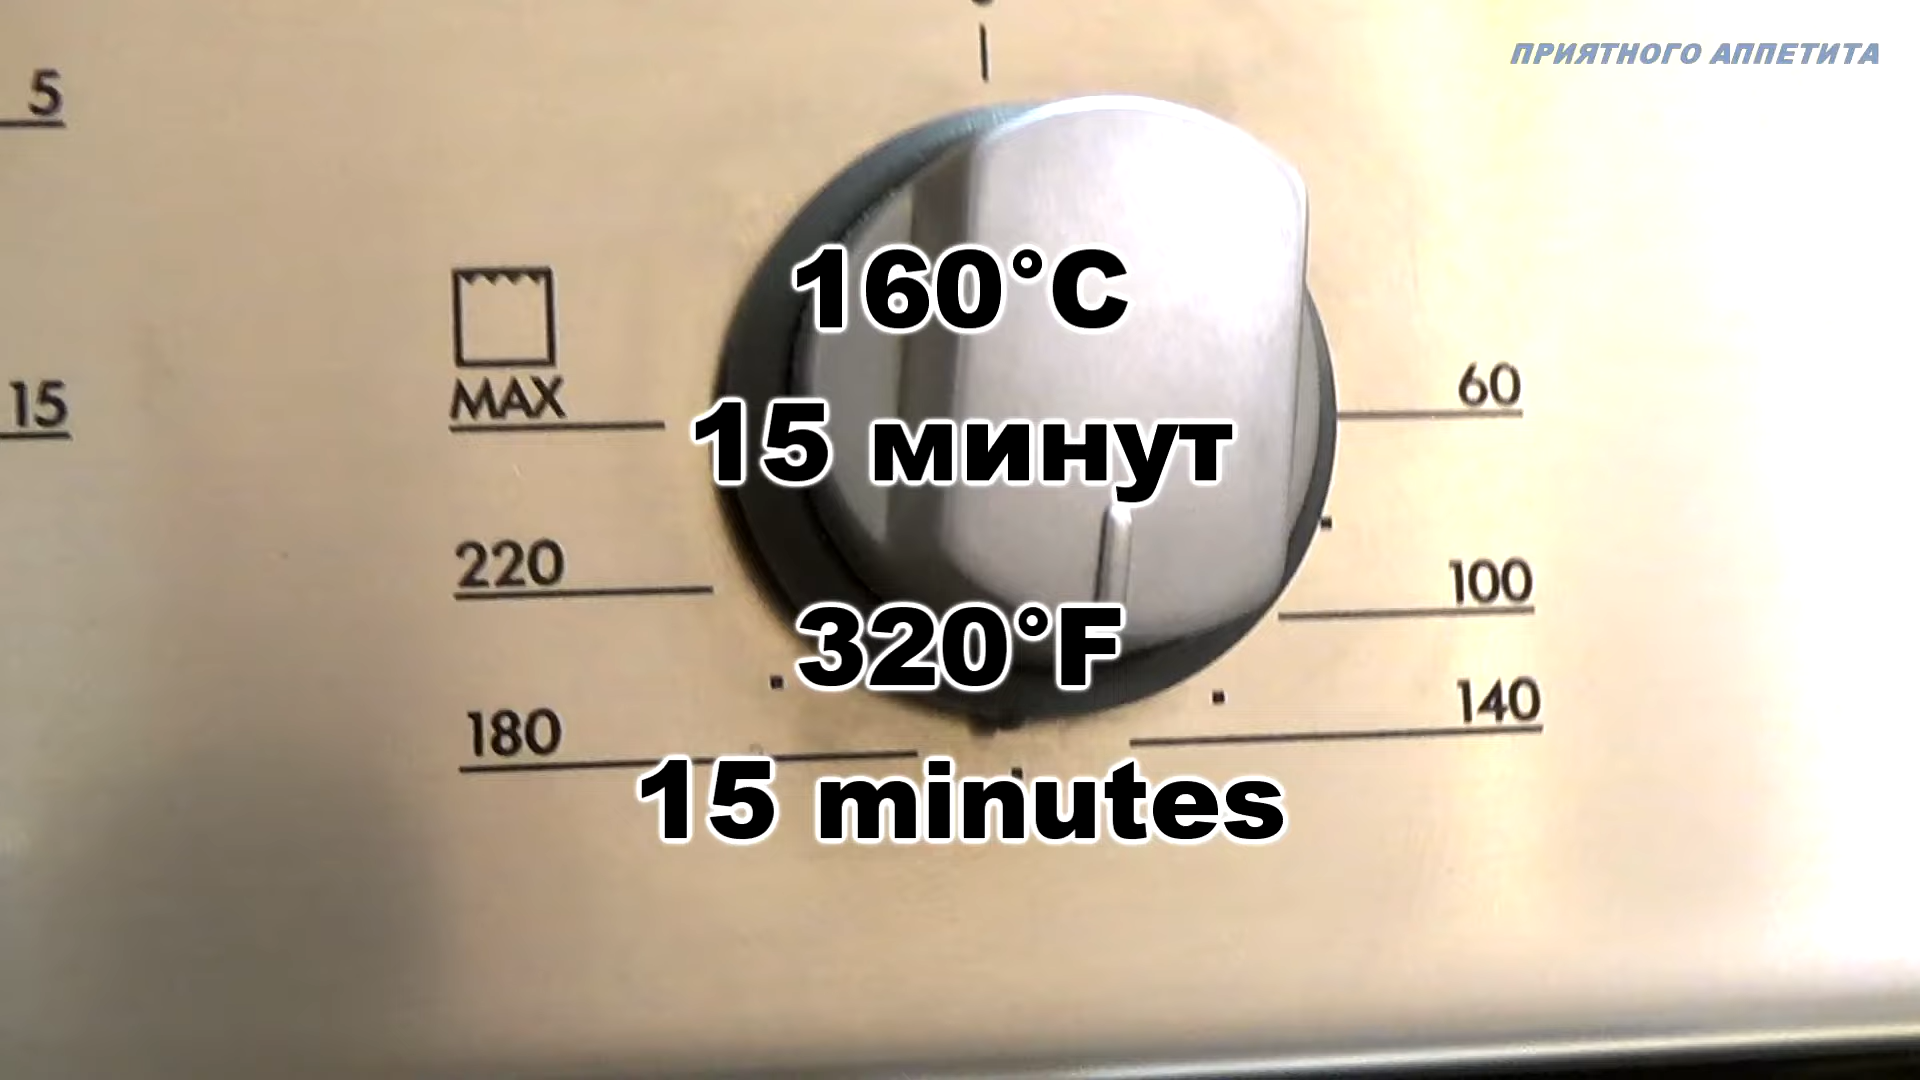 ПРИЯТНОГО АППЕТИТА
5
15
MAX
220
180
60
100
140
160°C
15 минут
320°F
15 minutes